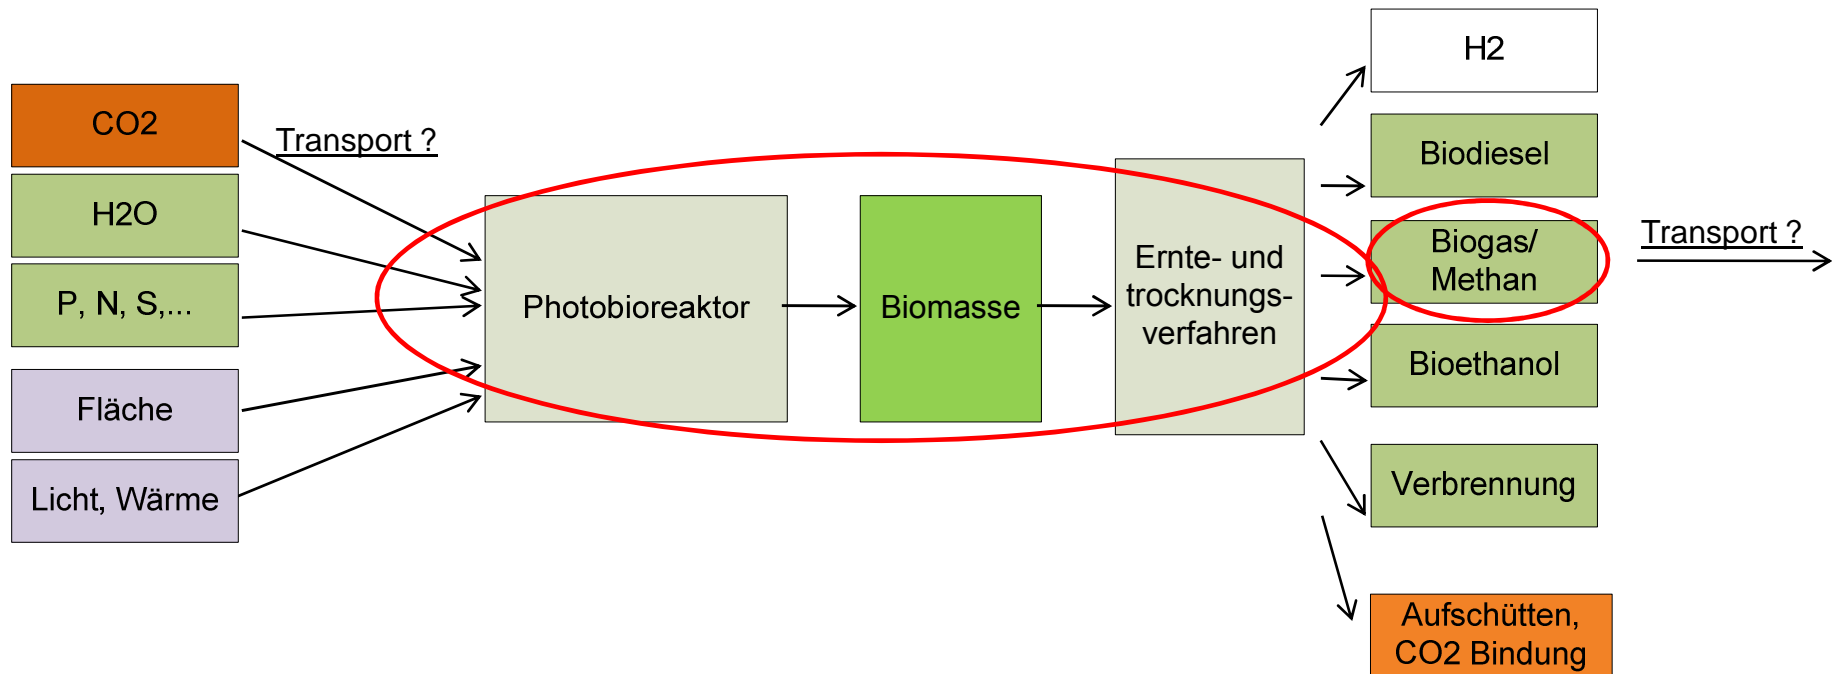 CO2
H2O
P, N, S,...
Fläche
Licht, Wärme
Transport ?
Photobioreaktor
Biomasse
Ernte- und
trocknungs-
verfahren
H2
Biodiesel
Biogas/
Methan
Bioethanol
Verbrennung
Aufschütten,
CO2 Bindung
Transport ?